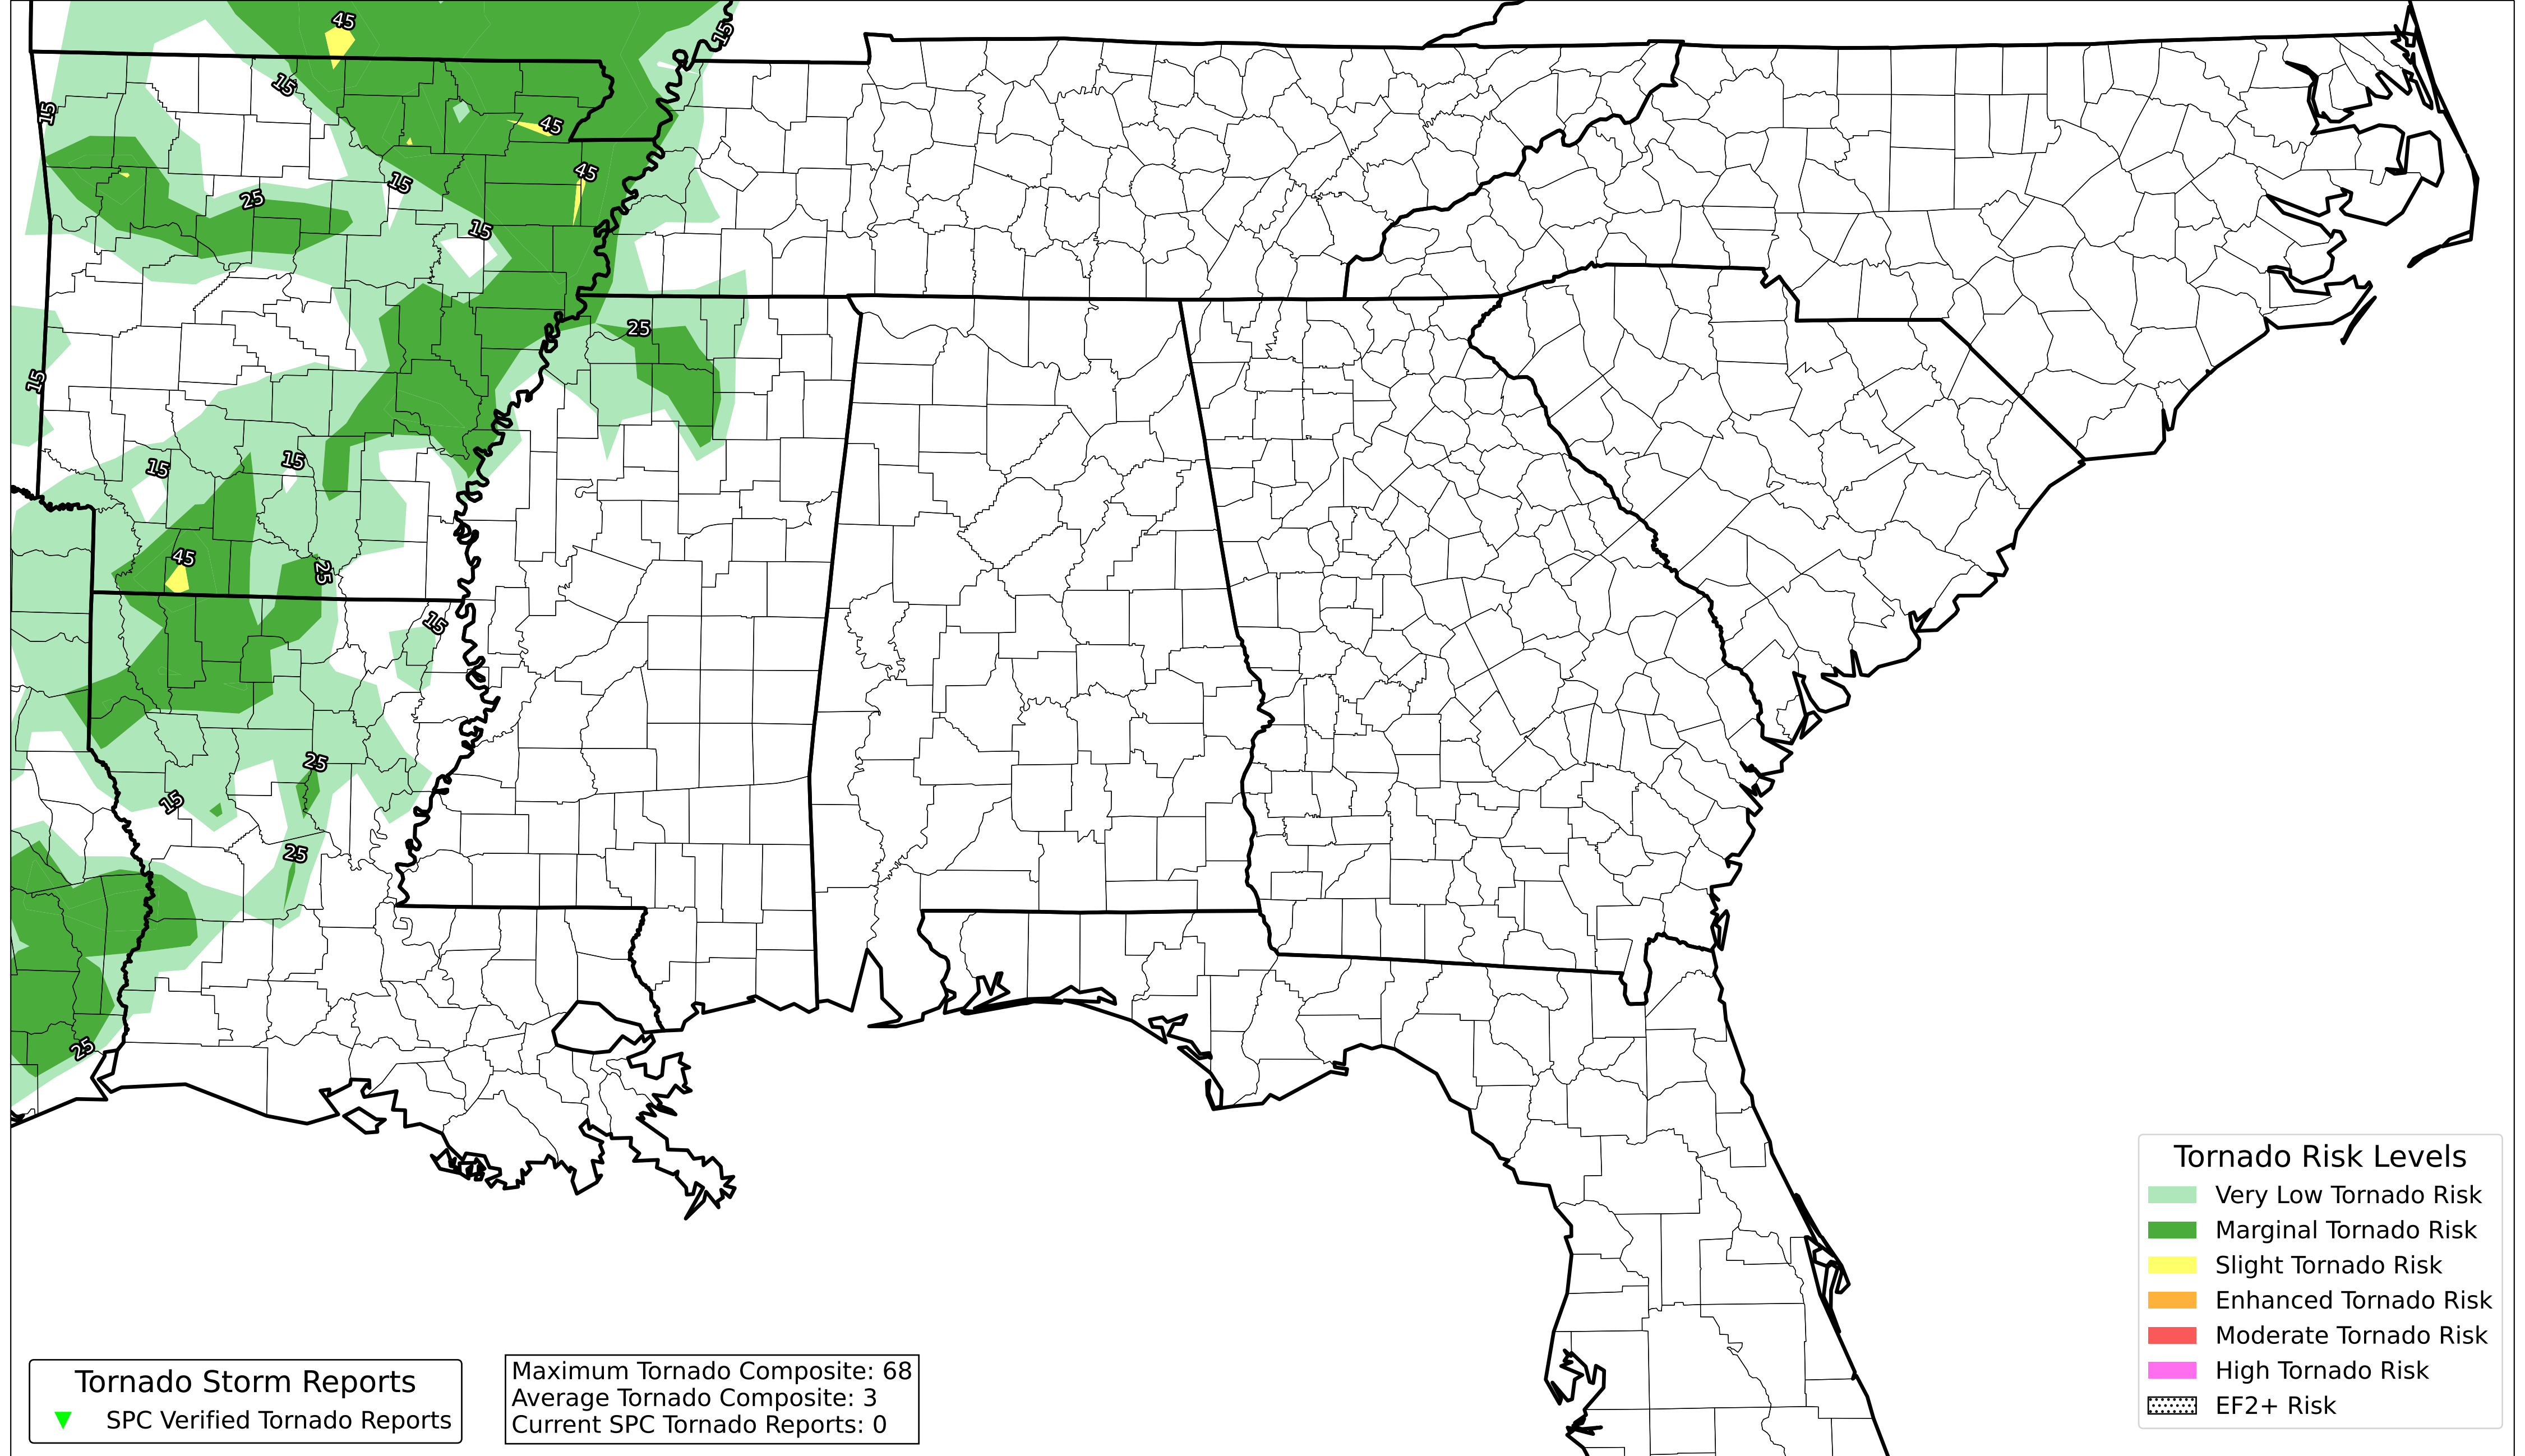 45
15
15
15
45
45
15
25
15
25
15
15
15
45
25
15
25
15
25
25
Tornado Risk Levels
Very Low Tornado Risk
Marginal Tornado Risk
Slight Tornado Risk
Enhanced Tornado Risk
Moderate Tornado Risk
High Tornado Risk
EF2+ Risk
Tornado Storm Reports
SPC Verified Tornado Reports
Maximum Tornado Composite: 68
Average Tornado Composite: 3
Current SPC Tornado Reports: 0